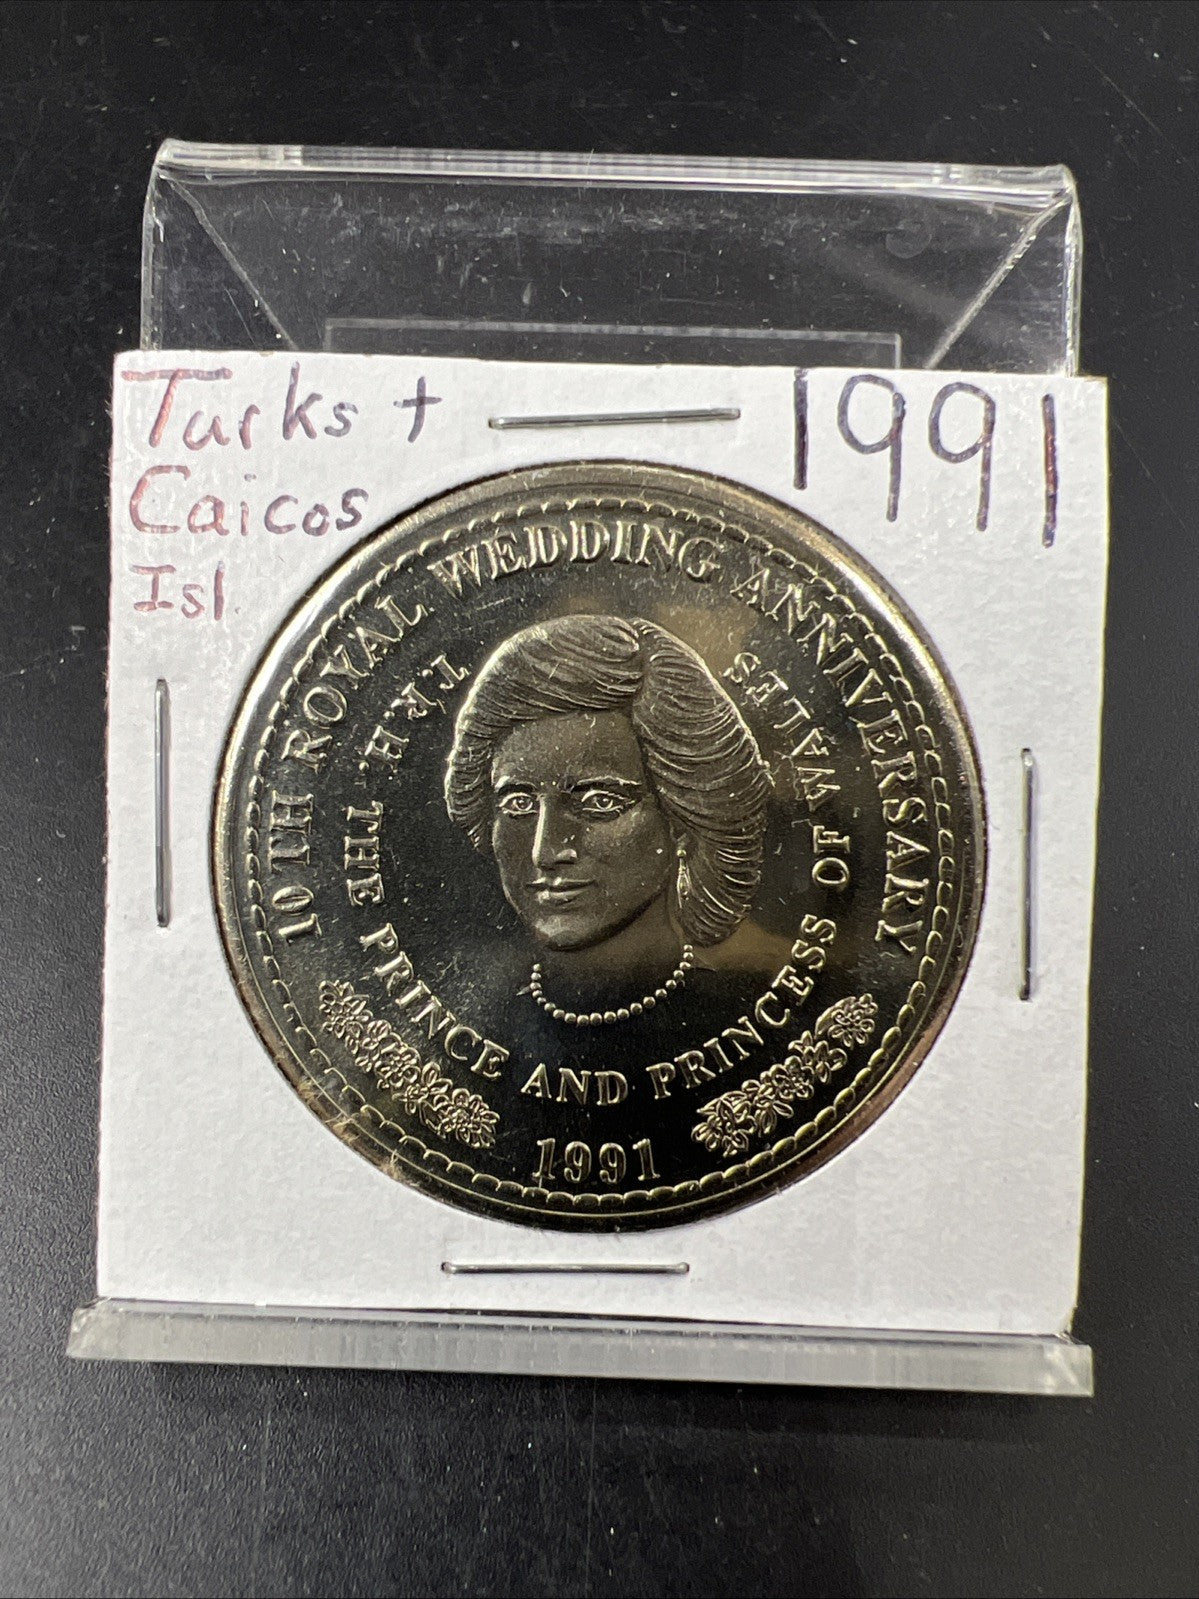 Turks +
Caicos
Isl.
1991
10TH ROYAL WEDDING ANNIVERSARY
T.R.H. THE PRINCE AND PRINCESS OF WALES
1991